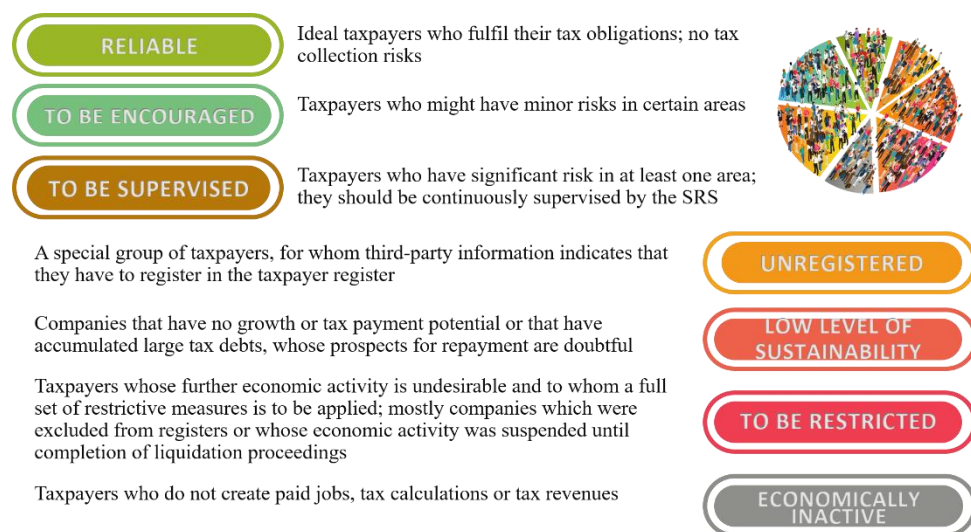 RELIABLE
Ideal taxpayers who fulfil their tax obligations; no tax
collection risks
TO BE ENCOURAGED
Taxpayers who might have minor risks in certain areas
TO BE SUPERVISED
Taxpayers who have significant risk in at least one area;
they should be continuously supervised by the SRS
A special group of taxpayers, for whom third-party information indicates that
they have to register in the taxpayer register
UNREGISTERED
Companies that have no growth or tax payment potential or that have
accumulated large tax debts, whose prospects for repayment are doubtful
LOW LEVEL OF
SUSTAINABILITY
Taxpayers whose further economic activity is undesirable and to whom a full
set of restrictive measures is to be applied; mostly companies which were
excluded from registers or whose economic activity was suspended until
completion of liquidation proceedings
TO BE RESTRICTED
Taxpayers who do not create paid jobs, tax calculations or tax revenues
ECONOMICALLY
INACTIVE